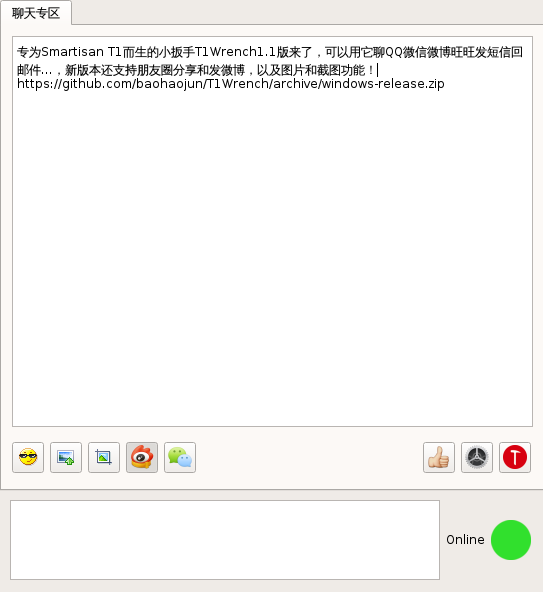 聊天专区
专为Smartisan T1而生的小扳手T1Wrench1.1版来了，可以用它聊QQ微信微博旺旺发短信回
邮件...，新版本还支持朋友圈分享和发微博，以及图片和截图功能！
https://github.com/baohaojun/T1Wrench/archive/windows-release.zip
Online